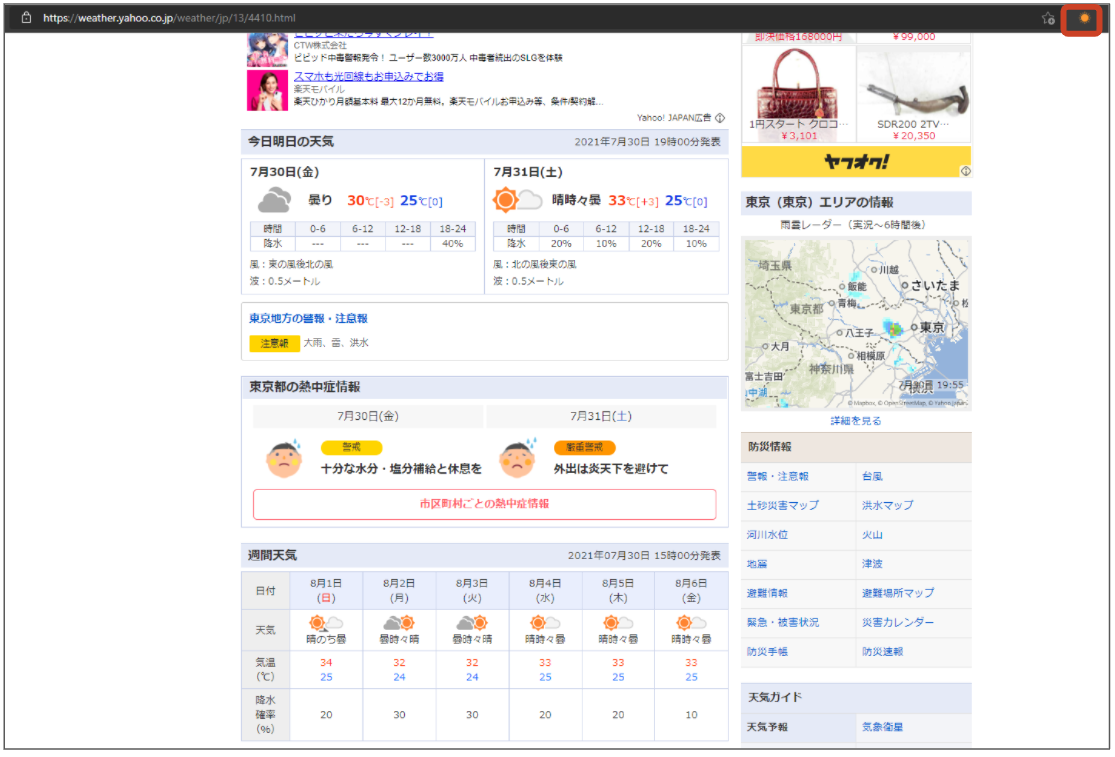 https://weather.yahoo.co.jp/weather/jp/13/4410.html
CTW株式会社
ビビッド中毒警報発令！ ユーザー数3000万人 中毒者続出のSLGを体験
スマホも光回線もお申込みでお得
楽天モバイル
楽天ひかり月額基本料 最大12か月無料。楽天モバイルお申込み等、条件/契約解...
Yahoo! JAPAN広告
今日明日の天気
2021年7月30日 19時00分発表
7月30日(金)
曇り 30℃[-3] 25℃[0]
時間 0-6 6-12 12-18 18-24
降水 --- --- --- 40%
風：東の風後北の風
波：0.5メートル
7月31日(土)
晴時々曇 33℃[+3] 25℃[0]
時間 0-6 6-12 12-18 18-24
降水 20% 10% 20% 10%
風：北の風後東の風
波：0.5メートル
東京地方の警報・注意報
注意報 大雨、雷、洪水
東京都の熱中症情報
7月30日(金) 7月31日(土)
警戒
十分な水分・塩分補給と休息を
厳重警戒
外出は炎天下を避けて
市区町村ごとの熱中症情報
週間天気
2021年07月30日 15時00分発表
日付 8月1日(日) 8月2日(月) 8月3日(火) 8月4日(水) 8月5日(木) 8月6日(金)
天気 晴のち曇 曇時々晴 曇時々晴 晴時々曇 晴時々曇 晴時々曇
気温(℃) 34 32 32 33 33 33
25 24 24 25 25 25
降水確率(%) 20 30 30 20 20 10
即決価格168000円
￥99,000
1円スタート クロコ…
￥3,101
SDR200 2TV…
￥20,350
ヤフオク!
東京（東京）エリアの情報
雨雲レーダー（実況～6時間後）
埼玉県
川越
飯能
さいたま
青梅
東京都
八王子
東京
大月
相模原
神奈川県
富士吉田
7月30日 19:55
横浜
© Mapbox, © OpenStreetMap, © Yahoo Japan
詳細を見る
防災情報
警報・注意報 台風
土砂災害マップ 洪水マップ
河川水位 火山
地震 津波
避難情報 避難場所マップ
緊急・被害状況 災害カレンダー
防災手帳 防災速報
天気ガイド
天気予報 気象衛星